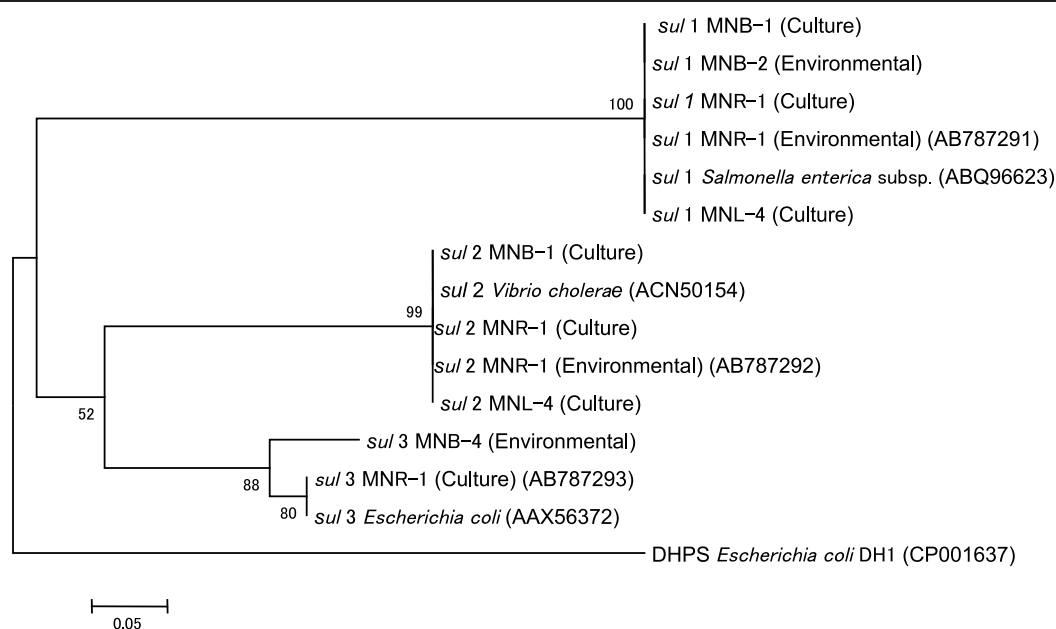 sul 1 MNB-1 (Culture)
sul 1 MNB-2 (Environmental)
100
sul 1 MNR-1 (Culture)
sul 1 MNR-1 (Environmental) (AB787291)
sul 1 Salmonella enterica subsp. (ABQ96623)
sul 1 MNL-4 (Culture)
sul 2 MNB-1 (Culture)
sul 2 Vibrio cholerae (ACN50154)
99
sul 2 MNR-1 (Culture)
sul 2 MNR-1 (Environmental) (AB787292)
sul 2 MNL-4 (Culture)
52
sul 3 MNB-4 (Environmental)
88
sul 3 MNR-1 (Culture) (AB787293)
80
sul 3 Escherichia coli (AAX56372)
DHPS Escherichia coli DH1 (CP001637)
0.05